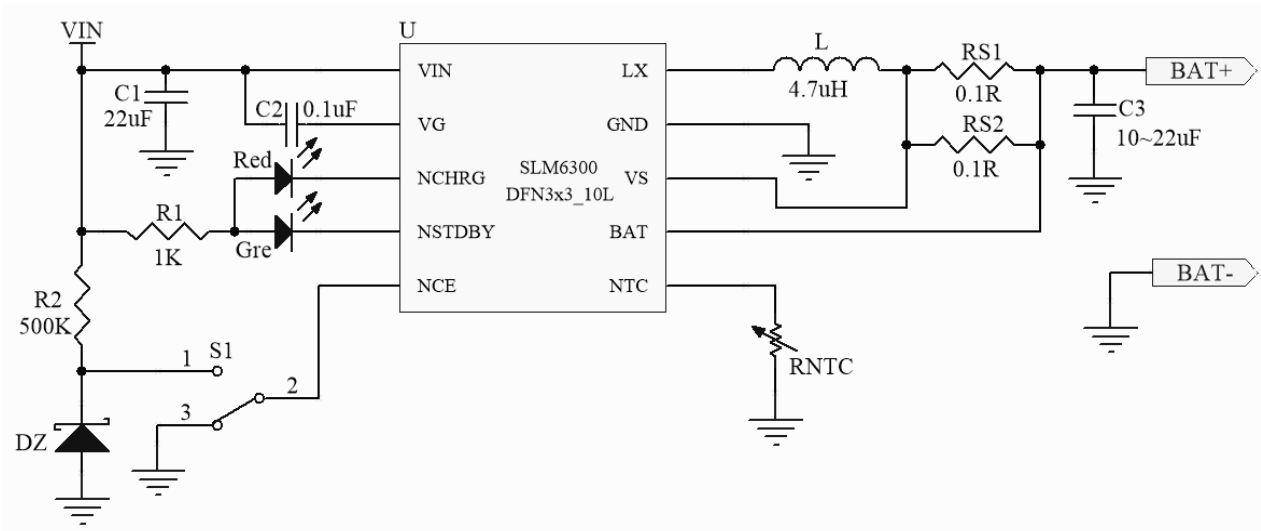 VIN
U
VIN
LX
L
4.7uH
RS1
0.1R
BAT+
C1
22uF
C2
0.1uF
VG
GND
RS2
0.1R
C3
10~22uF
Red
NCHRG
SLM6300
DFN3x3_10L
VS
R1
1K
Gre
NSTDBY
BAT
NCE
NTC
BAT-
R2
500K
1
S1
2
3
RNTC
DZ